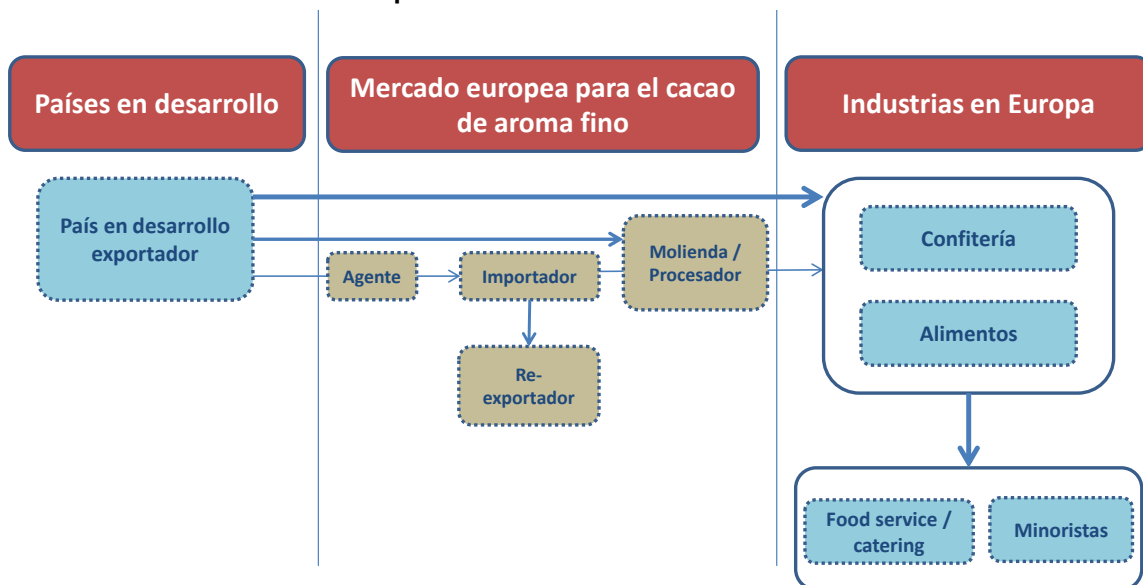 Países en desarrollo
Mercado europea para el cacao
de aroma fino
Industrias en Europa
País en desarrollo
exportador
Agente
Importador
Molienda /
Procesador
Re-
exportador
Confitería
Alimentos
Food service /
catering
Minoristas